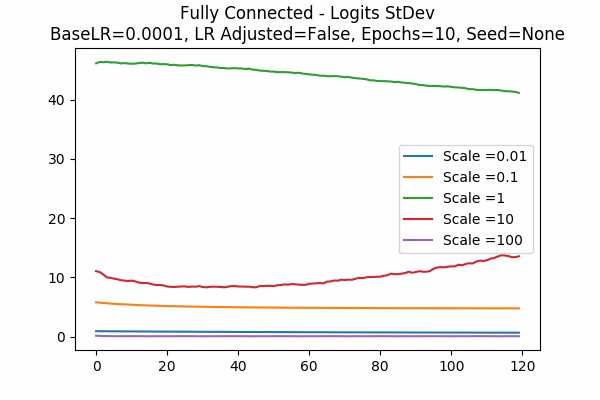 Fully Connected - Logits StDev
BaseLR=0.0001, LR Adjusted=False, Epochs=10, Seed=None
40
30
20
10
0
Scale =0.01
Scale =0.1
Scale =1
Scale =10
Scale =100
0
20
40
60
80
100
120